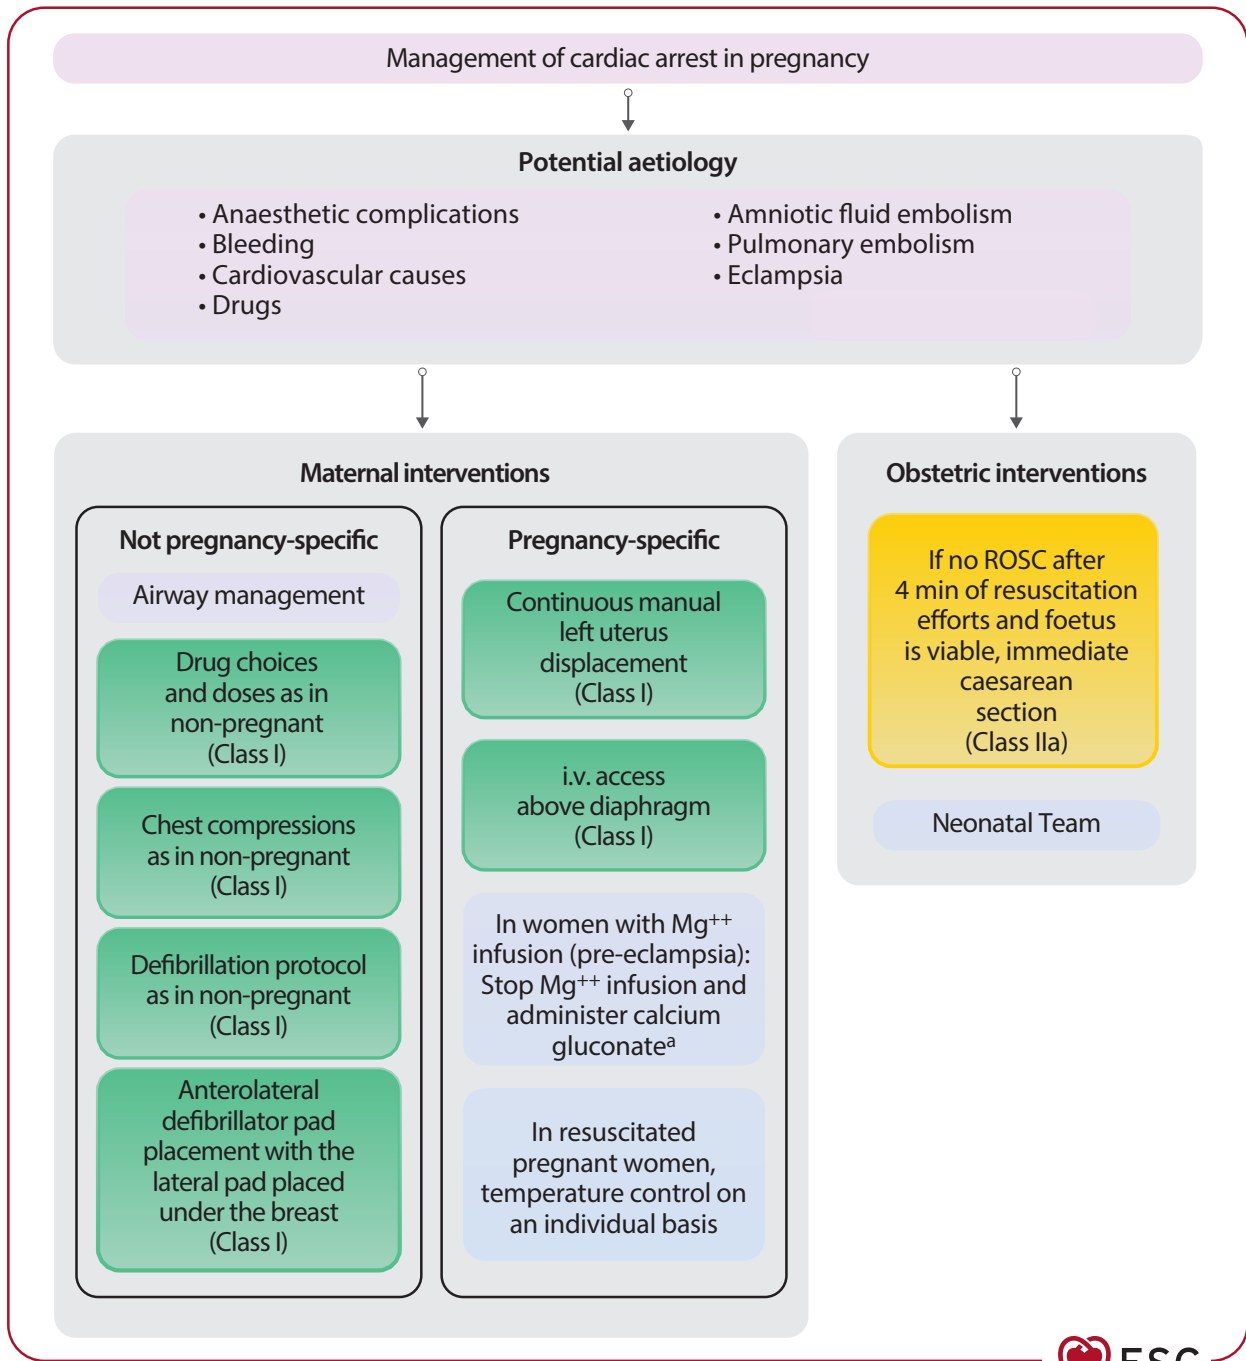 Management of cardiac arrest in pregnancy
Potential aetiology
• Anaesthetic complications
• Bleeding
• Cardiovascular causes
• Drugs
• Amniotic fluid embolism
• Pulmonary embolism
• Eclampsia
Maternal interventions
Not pregnancy-specific
Airway management
Drug choices
and doses as in
non-pregnant
(Class I)
Chest compressions
as in non-pregnant
(Class I)
Defibrillation protocol
as in non-pregnant
(Class I)
Anterolateral
defibrillator pad
placement with the
lateral pad placed
under the breast
(Class I)
Pregnancy-specific
Continuous manual
left uterus
displacement
(Class I)
i.v. access
above diaphragm
(Class I)
In women with Mg⁺⁺
infusion (pre-eclampsia):
Stop Mg⁺⁺ infusion and
administer calcium
gluconateᵃ
In resuscitated
pregnant women,
temperature control on
an individual basis
Obstetric interventions
If no ROSC after
4 min of resuscitation
efforts and foetus
is viable, immediate
caesarean
section
(Class IIa)
Neonatal Team
ESC